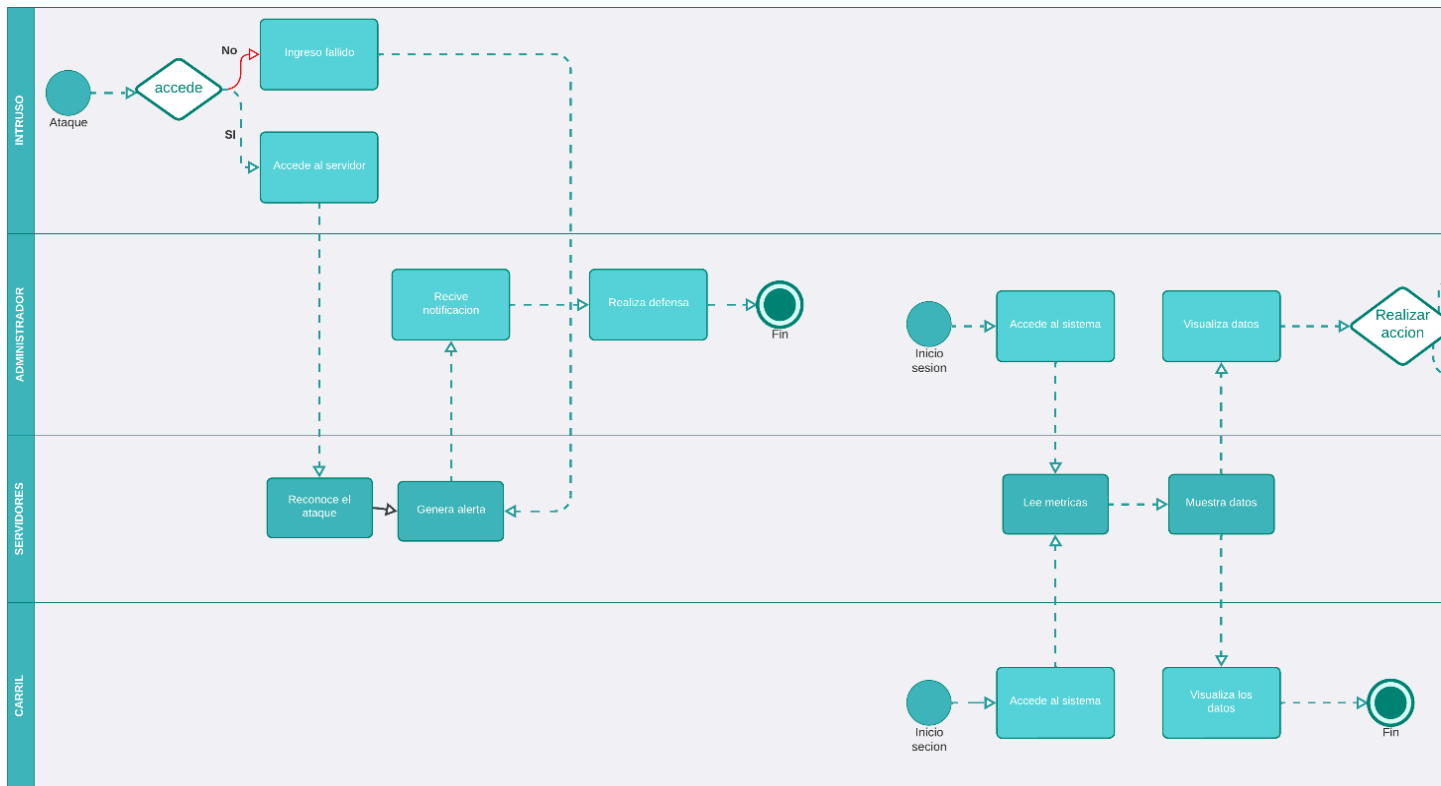 INTRUSO
Ataque
accede
No
SI
Ingreso fallido
Accede al servidor
ADMINISTRADOR
Recive
notificacion
Realiza defensa
Fin
Inicio
sesion
Accede al sistema
Visualiza datos
Realizar
accion
SERVIDORES
Reconoce el
ataque
Genera alerta
Lee metricas
Muestra datos
CARRIL
Inicio
secion
Accede al sistema
Visualiza los
datos
Fin